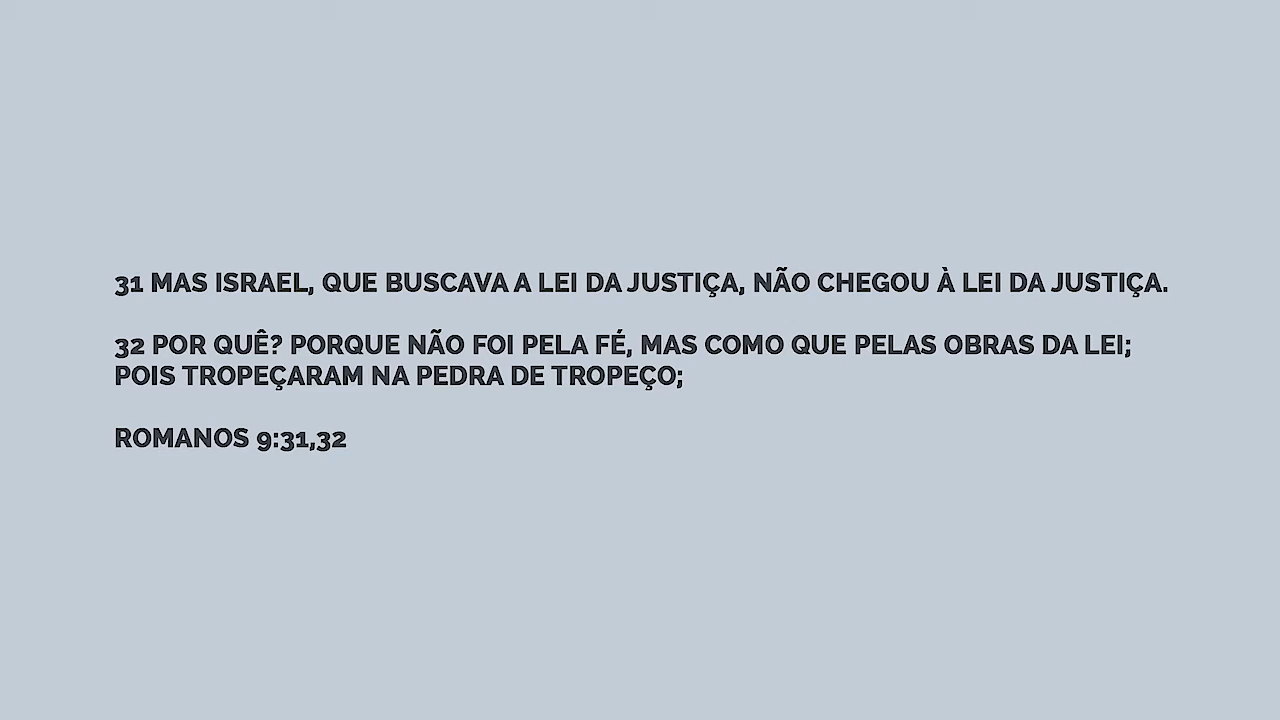 31 MAS ISRAEL, QUE BUSCAVA A LEI DA JUSTIÇA, NÃO CHEGOU À LEI DA JUSTIÇA.
32 POR QUÊ? PORQUE NÃO FOI PELA FÉ, MAS COMO QUE PELAS OBRAS DA LEI;
POIS TROPEÇARAM NA PEDRA DE TROPEÇO;
ROMANOS 9:31,32